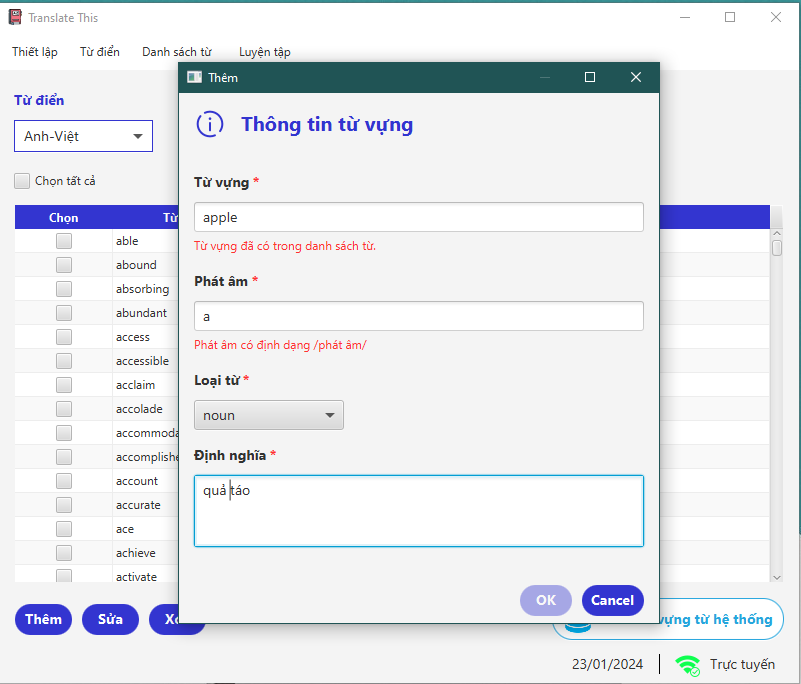 Translate This
Thiết lập Từ điển Danh sách từ Luyện tập
Thêm
Từ điển
Anh-Việt
Chọn tất cả
Chọn
able
abound
absorbing
abundant
access
accessible
acclaim
accolade
account
accurate
ace
achieve
activate
Thông tin từ vựng
Từ vựng *
apple
Từ vựng đã có trong danh sách từ.
Phát âm *
a
Phát âm có định dạng /phát âm/
Loại từ *
noun
Định nghĩa *
quả táo
OK Cancel
Thêm Sửa
vựng từ hệ thống
23/01/2024 Trực tuyến